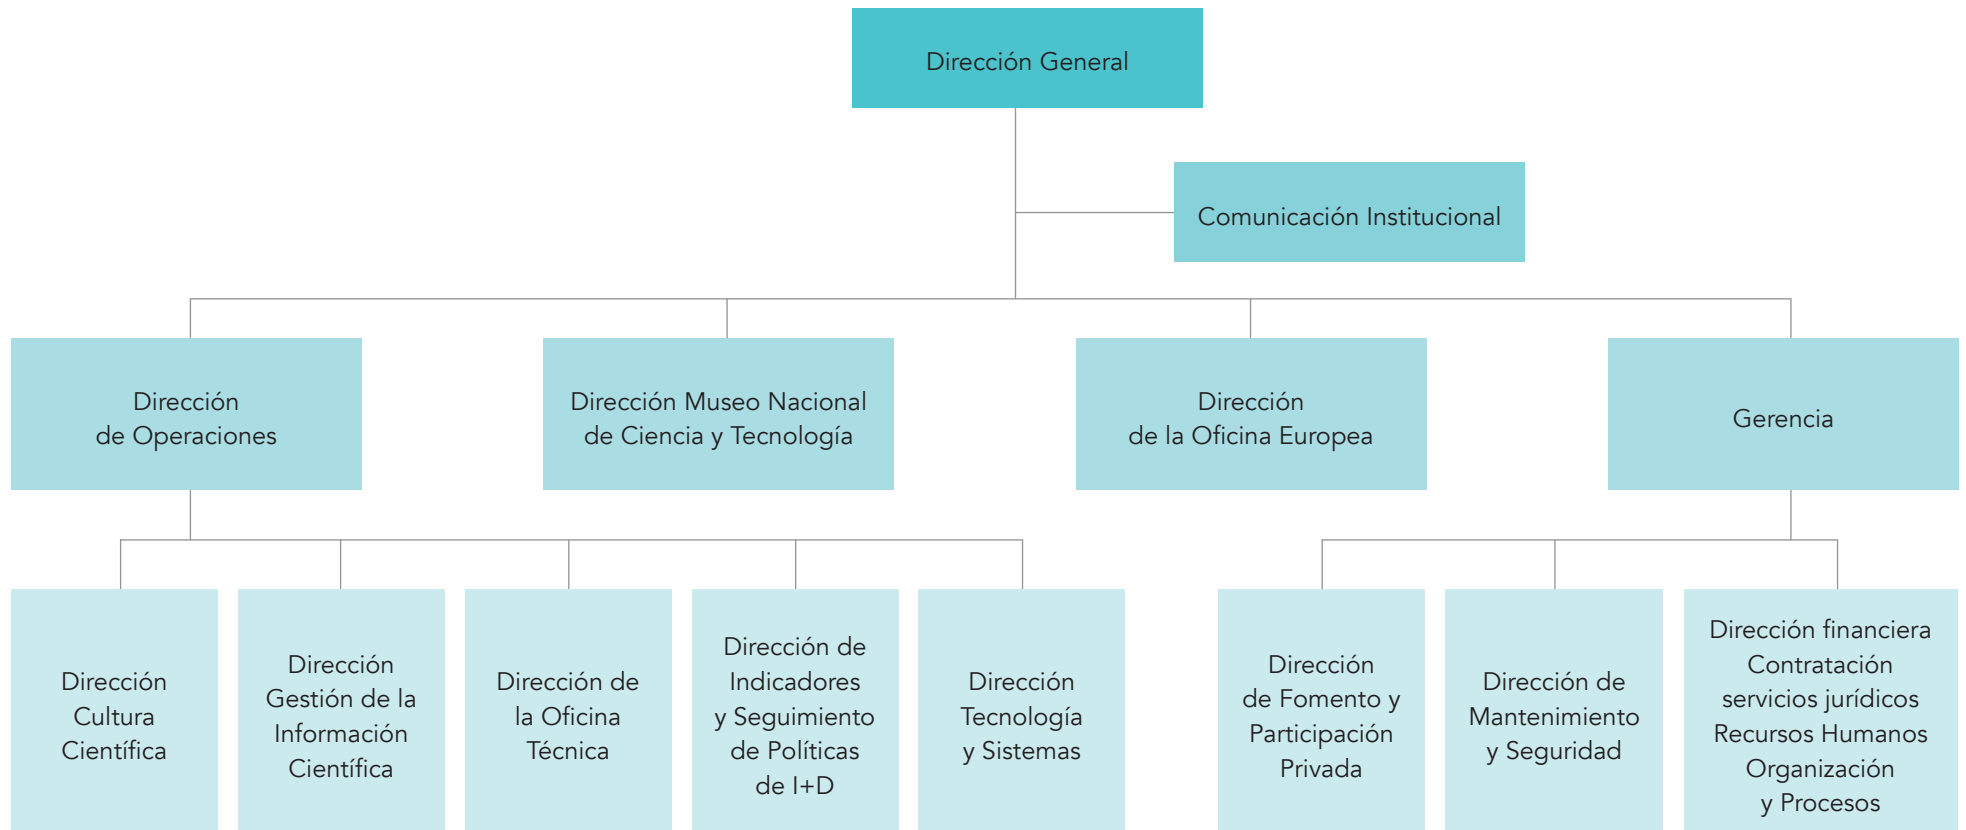 Dirección General
Comunicación Institucional
Dirección
de Operaciones
Dirección Museo Nacional
de Ciencia y Tecnología
Dirección
de la Oficina Europea
Gerencia
Dirección
Cultura
Científica
Dirección
Gestión de la
Información
Científica
Dirección de
la Oficina
Técnica
Dirección de
Indicadores
y Seguimiento
de Políticas
de I+D
Dirección
Tecnología
y Sistemas
Dirección
de Fomento y
Participación
Privada
Dirección de
Mantenimiento
y Seguridad
Dirección financiera
Contratación
servicios jurídicos
Recursos Humanos
Organización
y Procesos